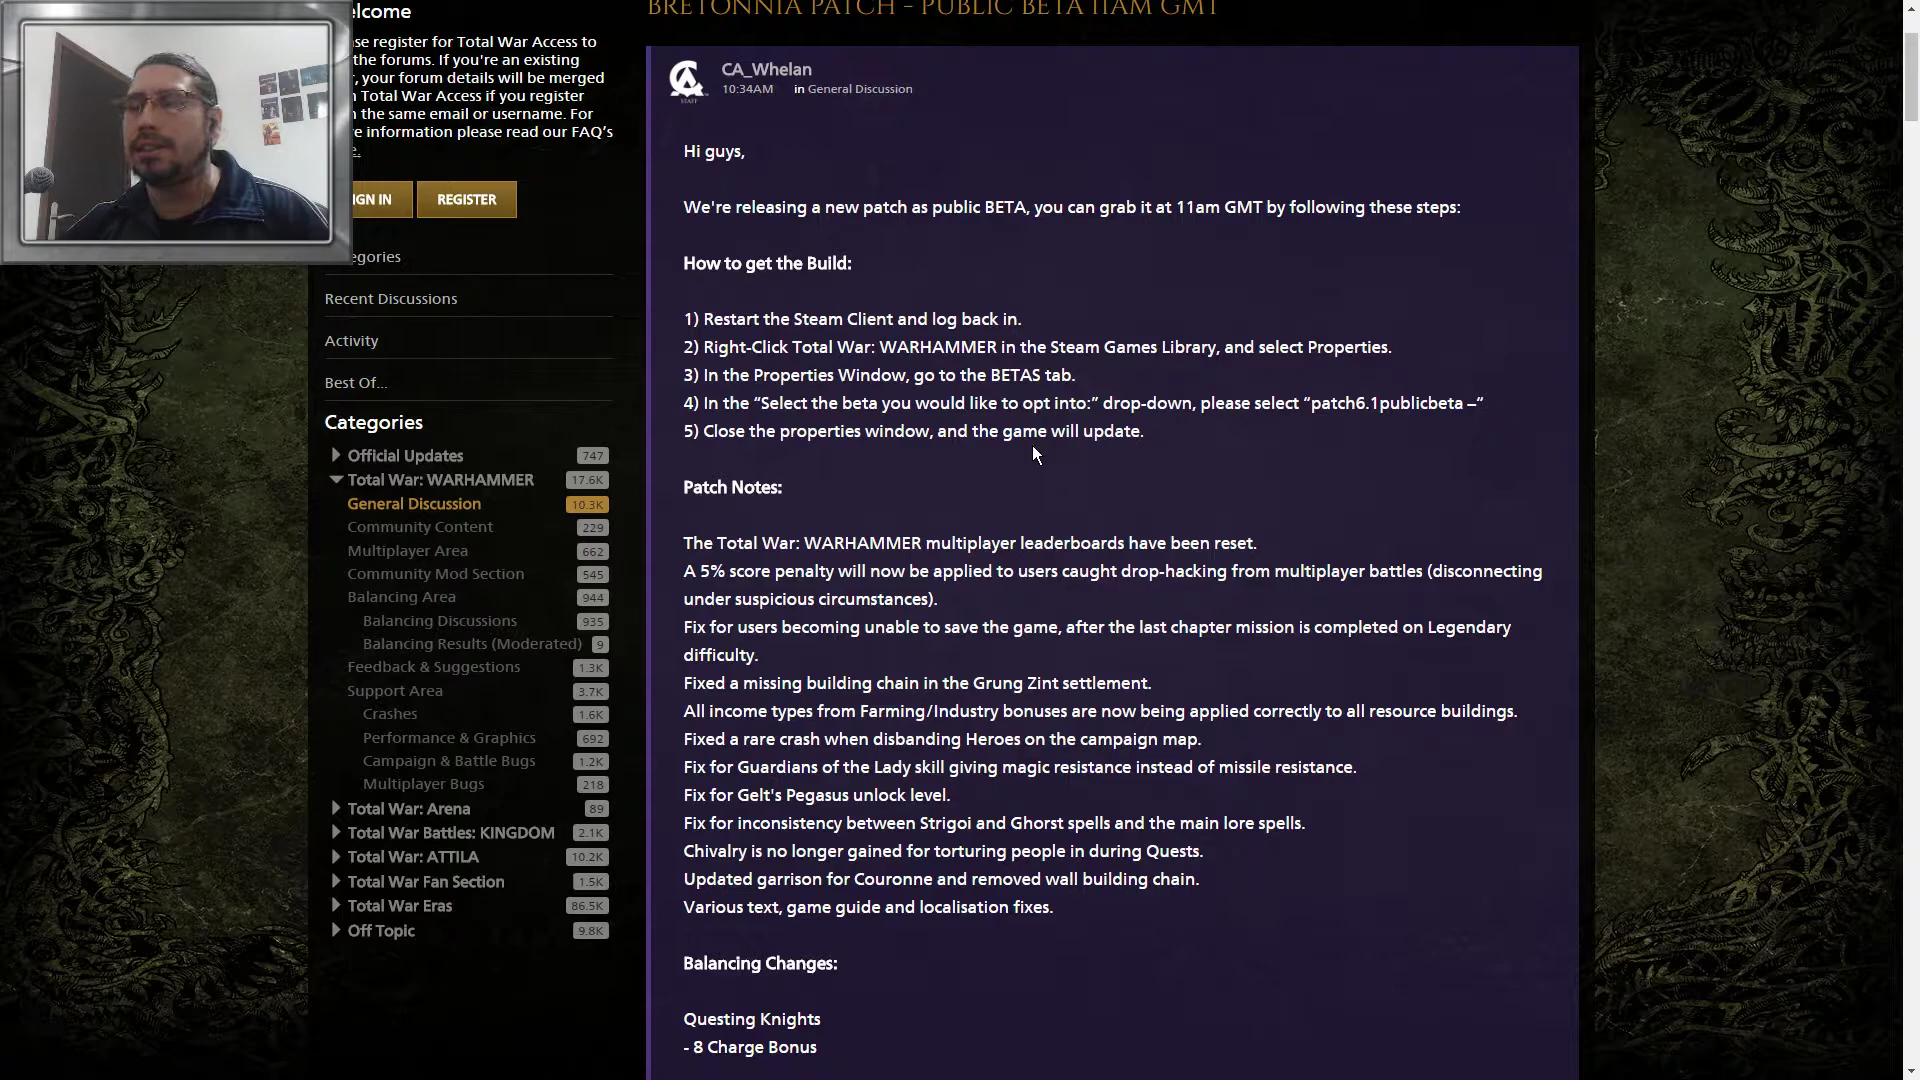 BRETONNIA PATCH - PUBLIC BETA 11AM GMT
elcome
se register for Total War Access to
the forums. If you're an existing
, your forum details will be merged
Total War Access if you register
the same email or username. For
e information please read our FAQ's
e.
IGN IN
REGISTER
egories
Recent Discussions
Activity
Best Of...
Categories
Official Updates 747
Total War: WARHAMMER 17.6K
General Discussion 10.3K
Community Content 229
Multiplayer Area 662
Community Mod Section 545
Balancing Area 944
Balancing Discussions 935
Balancing Results (Moderated) 9
Feedback & Suggestions 1.3K
Support Area 3.7K
Crashes 1.6K
Performance & Graphics 692
Campaign & Battle Bugs 1.2K
Multiplayer Bugs 218
Total War: Arena 89
Total War Battles: KINGDOM 2.1K
Total War: ATTILA 10.2K
Total War Fan Section 1.5K
Total War Eras 86.5K
Off Topic 9.8K
STAFF
CA_Whelan
10:34AM in General Discussion
Hi guys,
We're releasing a new patch as public BETA, you can grab it at 11am GMT by following these steps:
How to get the Build:
1) Restart the Steam Client and log back in.
2) Right-Click Total War: WARHAMMER in the Steam Games Library, and select Properties.
3) In the Properties Window, go to the BETAS tab.
4) In the “Select the beta you would like to opt into:” drop-down, please select “patch6.1publicbeta –“
5) Close the properties window, and the game will update.
Patch Notes:
The Total War: WARHAMMER multiplayer leaderboards have been reset.
A 5% score penalty will now be applied to users caught drop-hacking from multiplayer battles (disconnecting
under suspicious circumstances).
Fix for users becoming unable to save the game, after the last chapter mission is completed on Legendary
difficulty.
Fixed a missing building chain in the Grung Zint settlement.
All income types from Farming/Industry bonuses are now being applied correctly to all resource buildings.
Fixed a rare crash when disbanding Heroes on the campaign map.
Fix for Guardians of the Lady skill giving magic resistance instead of missile resistance.
Fix for Gelt's Pegasus unlock level.
Fix for inconsistency between Strigoi and Ghorst spells and the main lore spells.
Chivalry is no longer gained for torturing people in during Quests.
Updated garrison for Couronne and removed wall building chain.
Various text, game guide and localisation fixes.
Balancing Changes:
Questing Knights
- 8 Charge Bonus